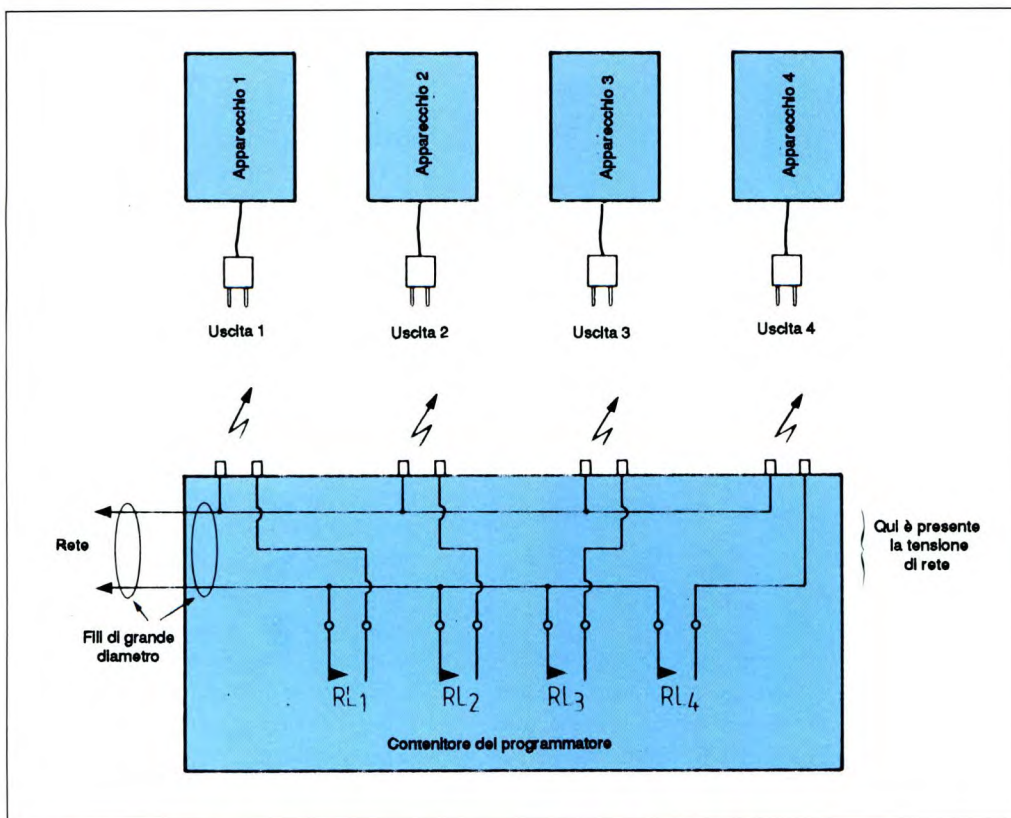 Apparecchio 1
Apparecchio 2
Apparecchio 3
Apparecchio 4
Uscita 1
Uscita 2
Uscita 3
Uscita 4
Rete
Qui è presente
la tensione
di rete
Fili di grande
diametro
RL1
RL2
RL3
RL4
Contenitore del programmatore